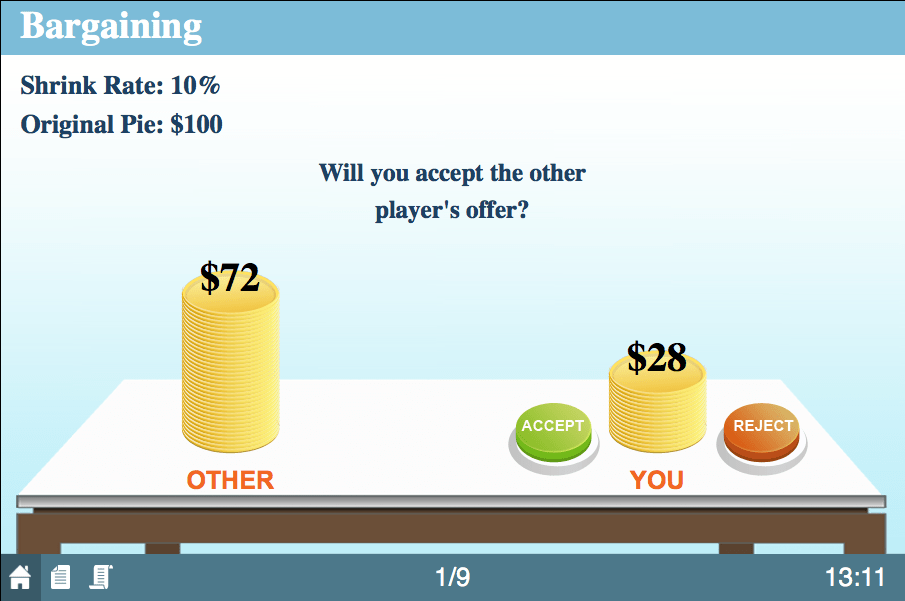 Bargaining
Shrink Rate: 10%
Original Pie: $100
Will you accept the other
player's offer?
$72
$28
ACCEPT
REJECT
OTHER
YOU
1/9
13:11